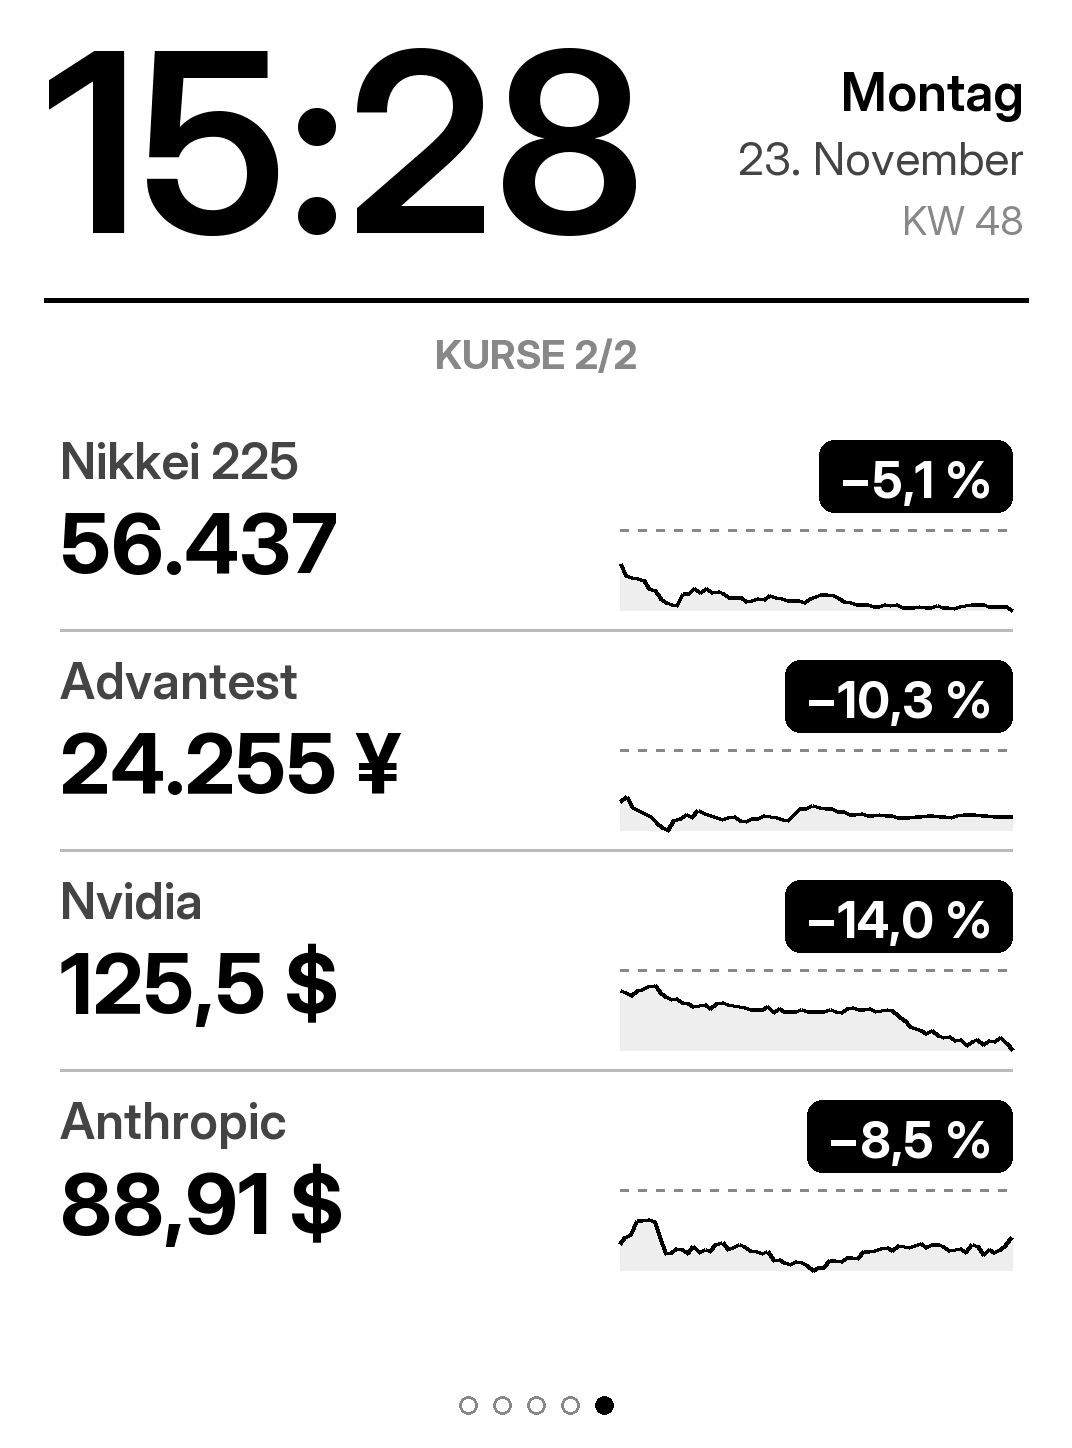 15:28
Montag
23. November
KW 48
KURSE 2/2
Nikkei 225
−5,1 %
56.437
Advantest
−10,3 %
24.255 ¥
Nvidia
−14,0 %
125,5 $
Anthropic
−8,5 %
88,91 $